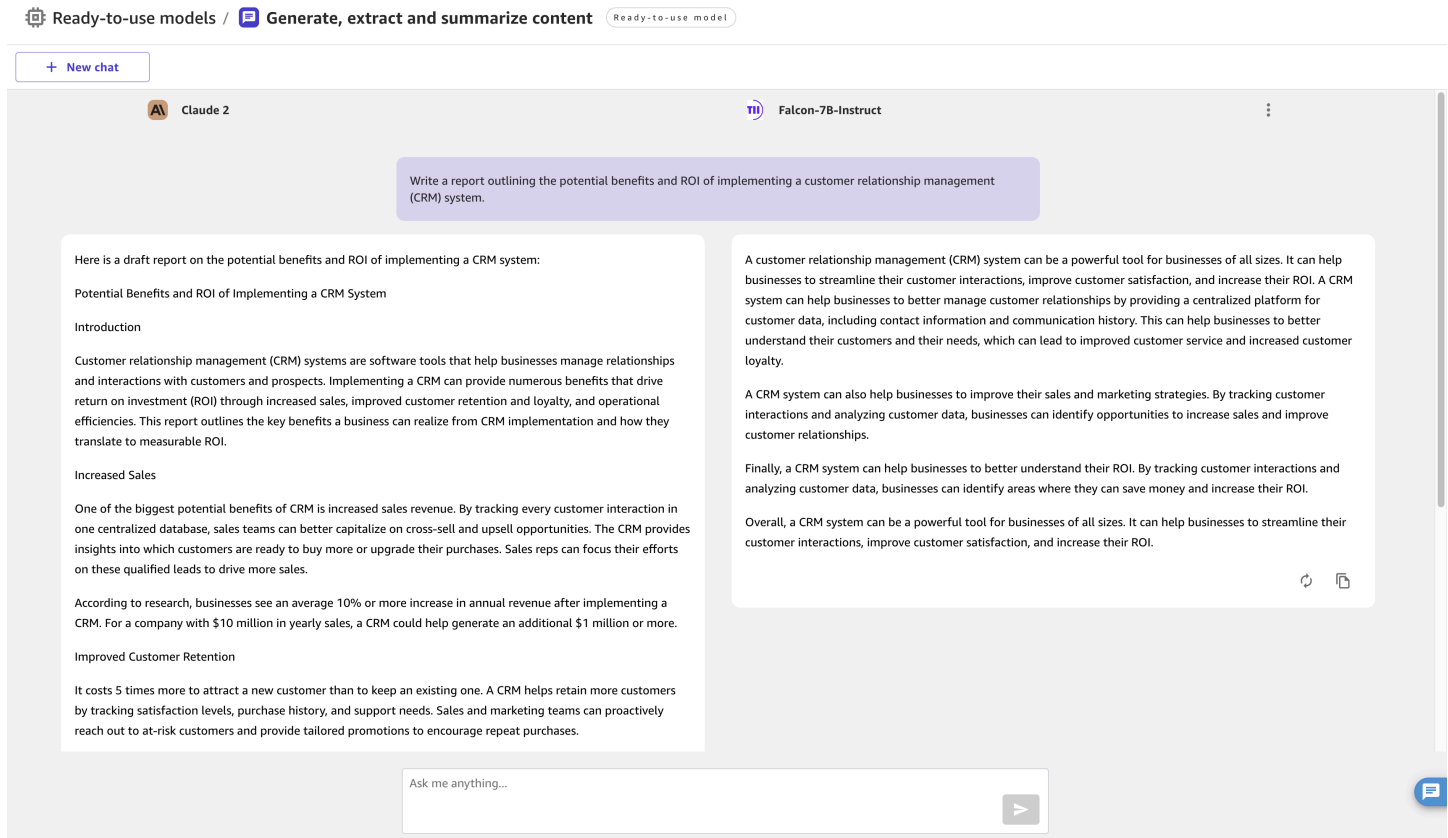 Ready-to-use models / Generate, extract and summarize content Ready-to-use model
+ New chat
Claude 2
Falcon-7B-Instruct
Write a report outlining the potential benefits and ROI of implementing a customer relationship management
(CRM) system.
Here is a draft report on the potential benefits and ROI of implementing a CRM system:
Potential Benefits and ROI of Implementing a CRM System
Introduction
Customer relationship management (CRM) systems are software tools that help businesses manage relationships
and interactions with customers and prospects. Implementing a CRM can provide numerous benefits that drive
return on investment (ROI) through increased sales, improved customer retention and loyalty, and operational
efficiencies. This report outlines the key benefits a business can realize from CRM implementation and how they
translate to measurable ROI.
Increased Sales
One of the biggest potential benefits of CRM is increased sales revenue. By tracking every customer interaction in
one centralized database, sales teams can better capitalize on cross-sell and upsell opportunities. The CRM provides
insights into which customers are ready to buy more or upgrade their purchases. Sales reps can focus their efforts
on these qualified leads to drive more sales.
According to research, businesses see an average 10% or more increase in annual revenue after implementing a
CRM. For a company with $10 million in yearly sales, a CRM could help generate an additional $1 million or more.
Improved Customer Retention
It costs 5 times more to attract a new customer than to keep an existing one. A CRM helps retain more customers
by tracking satisfaction levels, purchase history, and support needs. Sales and marketing teams can proactively
reach out to at-risk customers and provide tailored promotions to encourage repeat purchases.
A customer relationship management (CRM) system can be a powerful tool for businesses of all sizes. It can help
businesses to streamline their customer interactions, improve customer satisfaction, and increase their ROI. A CRM
system can help businesses to better manage customer relationships by providing a centralized platform for
customer data, including contact information and communication history. This can help businesses to better
understand their customers and their needs, which can lead to improved customer service and increased customer
loyalty.
A CRM system can also help businesses to improve their sales and marketing strategies. By tracking customer
interactions and analyzing customer data, businesses can identify opportunities to increase sales and improve
customer relationships.
Finally, a CRM system can help businesses to better understand their ROI. By tracking customer interactions and
analyzing customer data, businesses can identify areas where they can save money and increase their ROI.
Overall, a CRM system can be a powerful tool for businesses of all sizes. It can help businesses to streamline their
customer interactions, improve customer satisfaction, and increase their ROI.
Ask me anything...